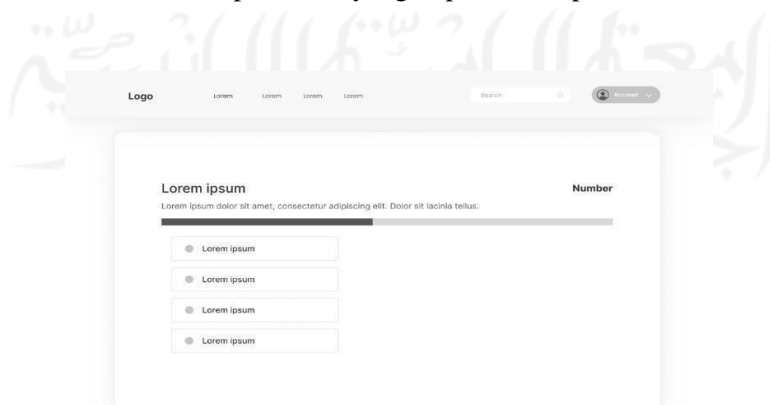 Logo Lorem Lorem Lorem Lorem Search Account
Lorem ipsum Number
Lorem ipsum dolor sit amet, consectetur adipiscing elit. Dolor sit lacinia tellus.
Lorem ipsum
Lorem ipsum
Lorem ipsum
Lorem ipsum